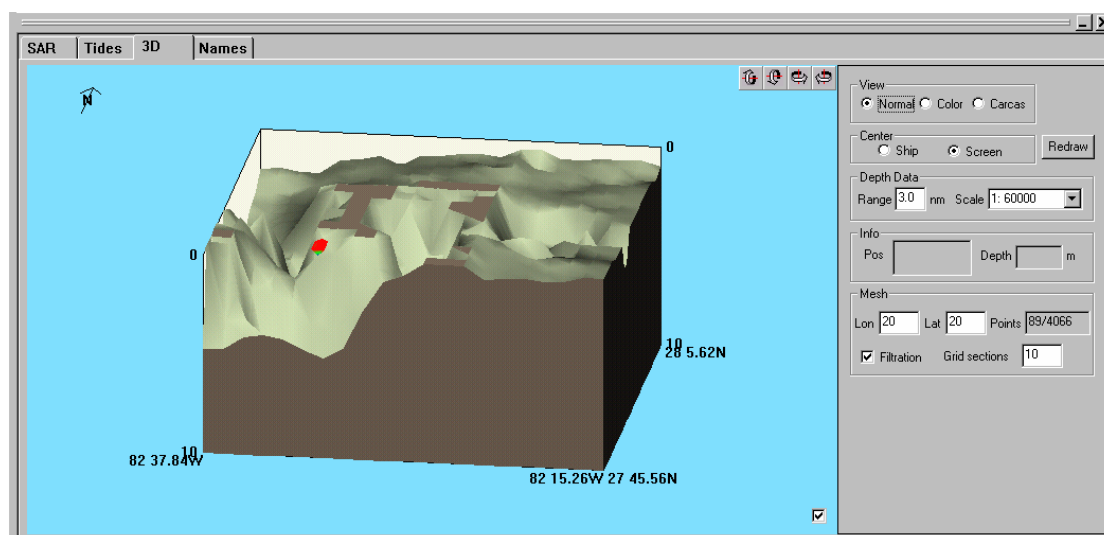 SAR Tides 3D Names
N
View
Normal Color Carcas
Center
Ship Screen Redraw
Depth Data
Range 3.0 nm Scale 1: 60000
Info
Pos Depth m
Mesh
Lon 20 Lat 20 Points 89/4066
Filtration Grid sections 10
0
0
10
28 5.62N
10
82 37.84W
82 15.26W 27 45.56N